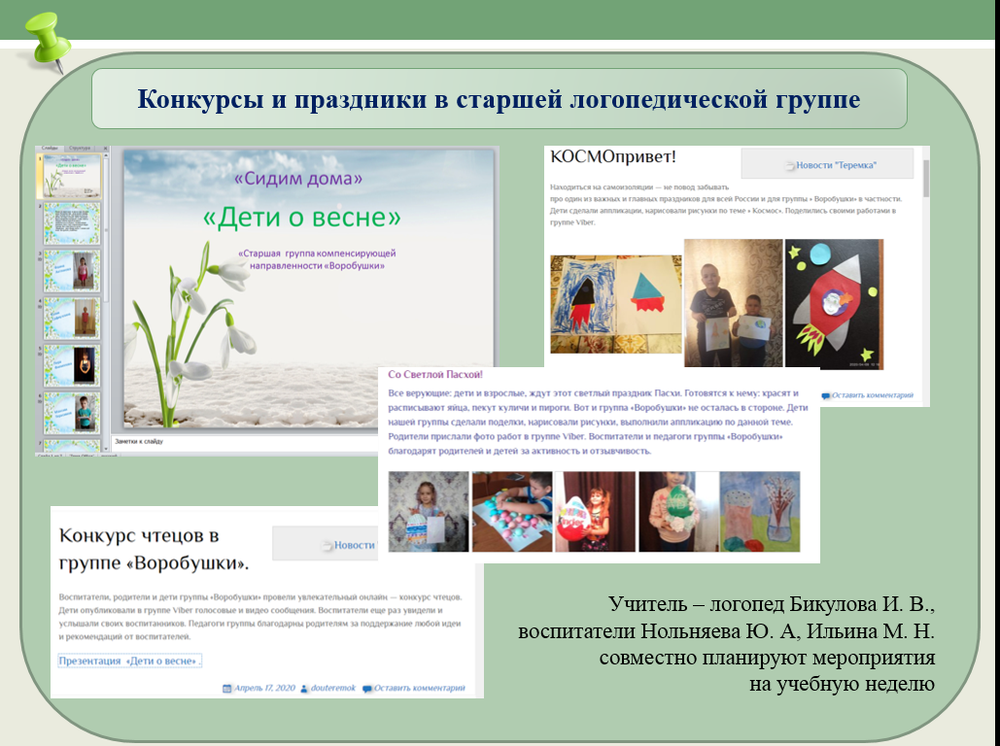 Конкурсы и праздники в старшей логопедической группе
Слайды Структура
«Сидим дома»
«Дети о весне»
«Старшая группа компенсирующей
направленности «Воробушки»
Заметки к слайду
КОСМОпривет!
Новости "Теремка"
Находиться на самоизоляции — не повод забывать
про один из важных и главных праздников для всей России и для группы « Воробушки» в частности.
Дети сделали аппликации, нарисовали рисунки по теме « Космос». Поделились своими работами в
группе Viber.
Оставить комментарий
Со Светлой Пасхой!
Все верующие: дети и взрослые, ждут этот светлый праздник Пасхи. Готовятся к нему: красят и
расписывают яйца, пекут куличи и пироги. Вот и группа «Воробушки» не осталась в стороне. Дети
нашей группы сделали поделки, нарисовали рисунки, выполнили аппликацию по данной теме.
Родители прислали фото работ в группе Viber. Воспитатели и педагоги группы «Воробушки»
благодарят родителей и детей за активность и отзывчивость.
Конкурс чтецов в
группе «Воробушки».
Новости
Воспитатели, родители и дети группы «Воробушки» провели увлекательный онлайн — конкурс чтецов.
Дети опубликовали в группе Viber голосовые и видео сообщения. Воспитатели еще раз увидели и
услышали своих воспитанников. Педагоги группы благодарны родителям за поддержание любой идеи
и рекомендаций от воспитателей.
Презентация «Дети о весне» .
Апрель 17, 2020 douteremok Оставить комментарий
Учитель – логопед Бикулова И. В.,
воспитатели Нольняева Ю. А, Ильина М. Н.
совместно планируют мероприятия
на учебную неделю